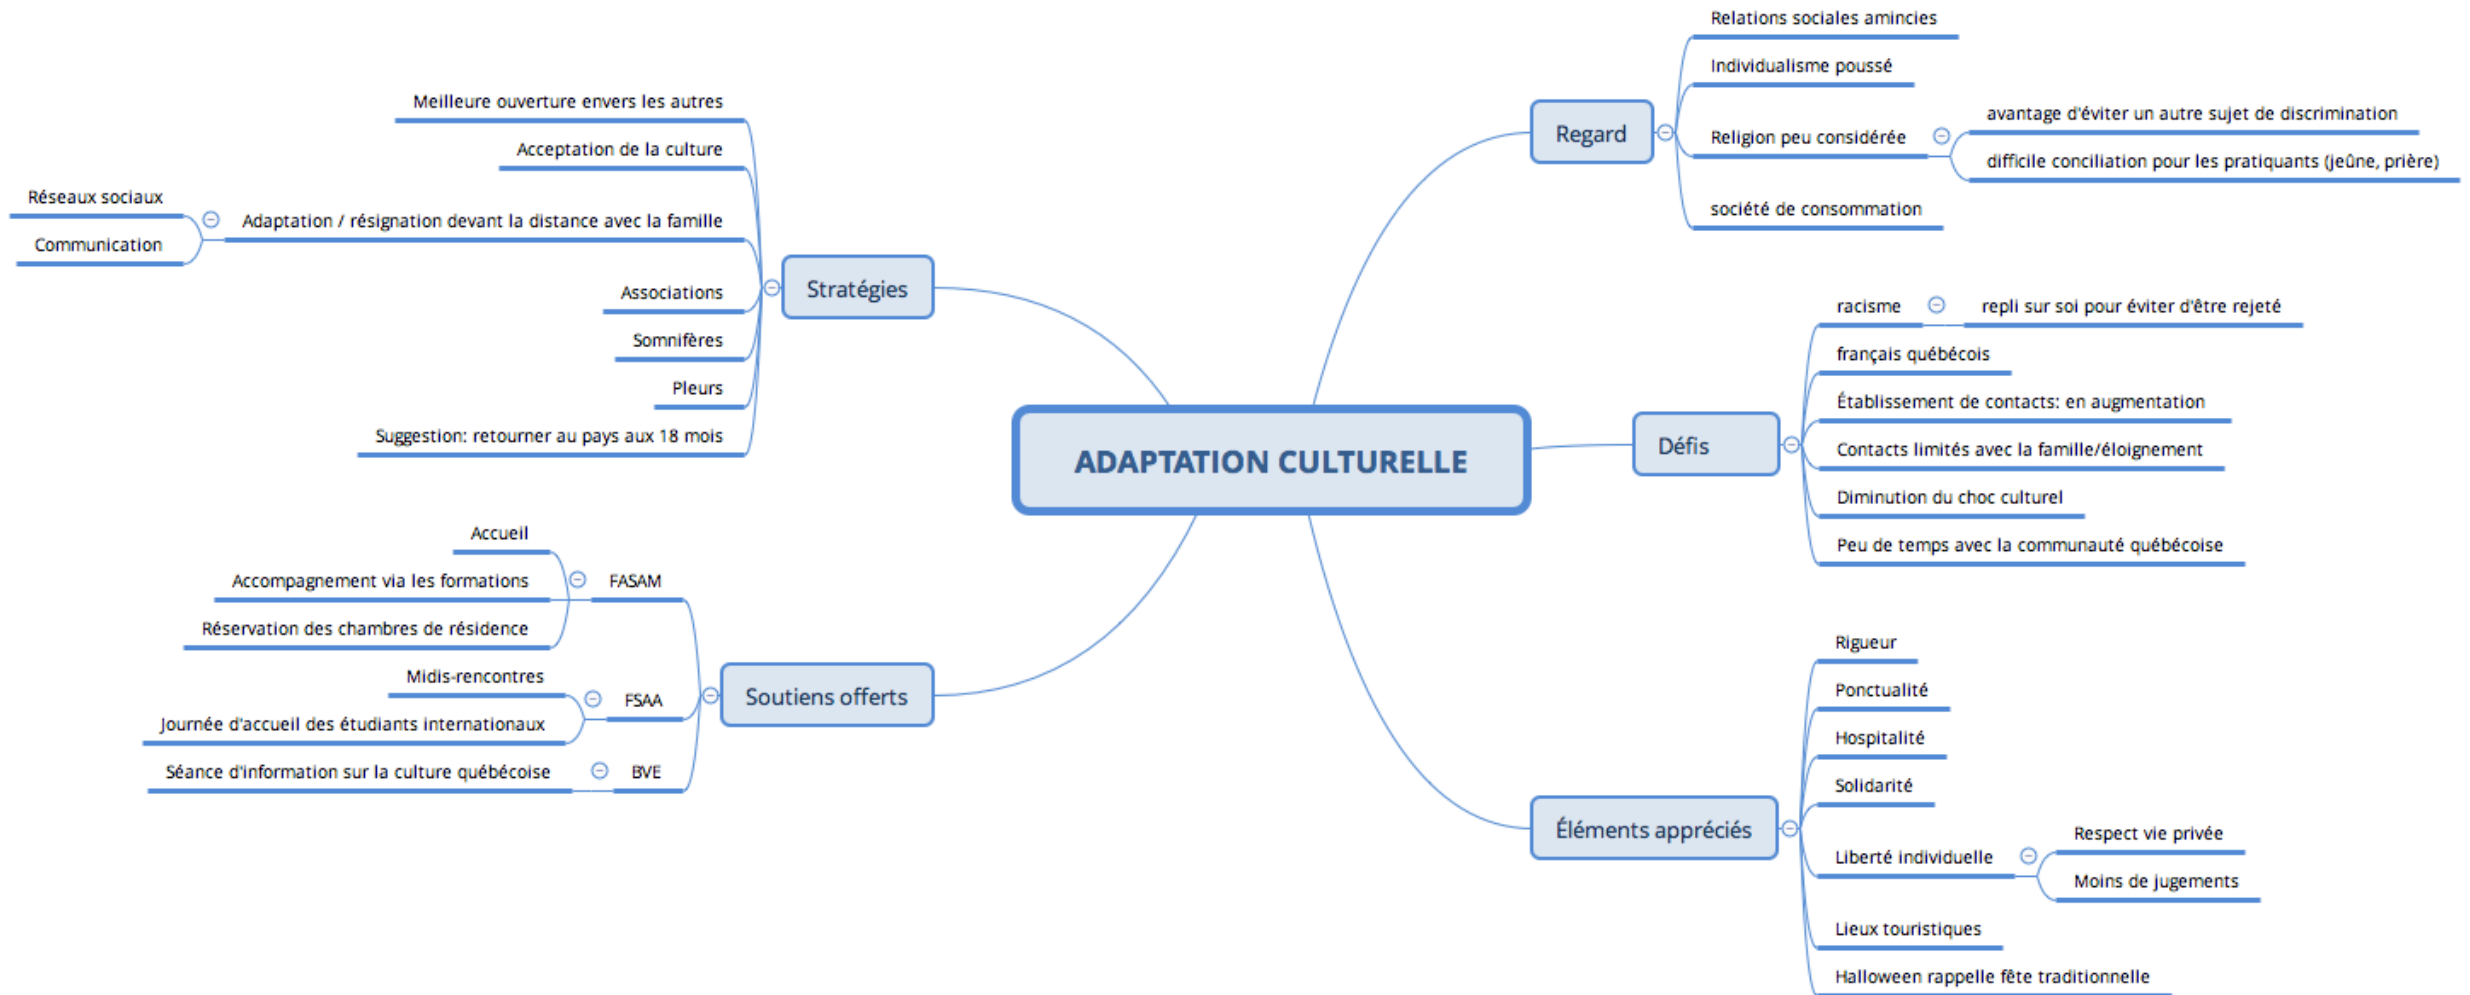 ADAPTATION CULTURELLE
Regard
Relations sociales amincies
Individualisme poussé
Religion peu considérée
avantage d'éviter un autre sujet de discrimination
difficile conciliation pour les pratiquants (jeûne, prière)
société de consommation
Défis
racisme
repli sur soi pour éviter d'être rejeté
français québécois
Établissement de contacts: en augmentation
Contacts limités avec la famille/éloignement
Diminution du choc culturel
Peu de temps avec la communauté québécoise
Éléments appréciés
Rigueur
Ponctualité
Hospitalité
Solidarité
Liberté individuelle
Respect vie privée
Moins de jugements
Lieux touristiques
Halloween rappelle fête traditionnelle
Stratégies
Meilleure ouverture envers les autres
Acceptation de la culture
Adaptation / résignation devant la distance avec la famille
Réseaux sociaux
Communication
Associations
Somnifères
Pleurs
Suggestion: retourner au pays aux 18 mois
Soutiens offerts
FASAM
Accueil
Accompagnement via les formations
Réservation des chambres de résidence
FSAA
Midis-rencontres
Journée d'accueil des étudiants internationaux
BVE
Séance d'information sur la culture québécoise